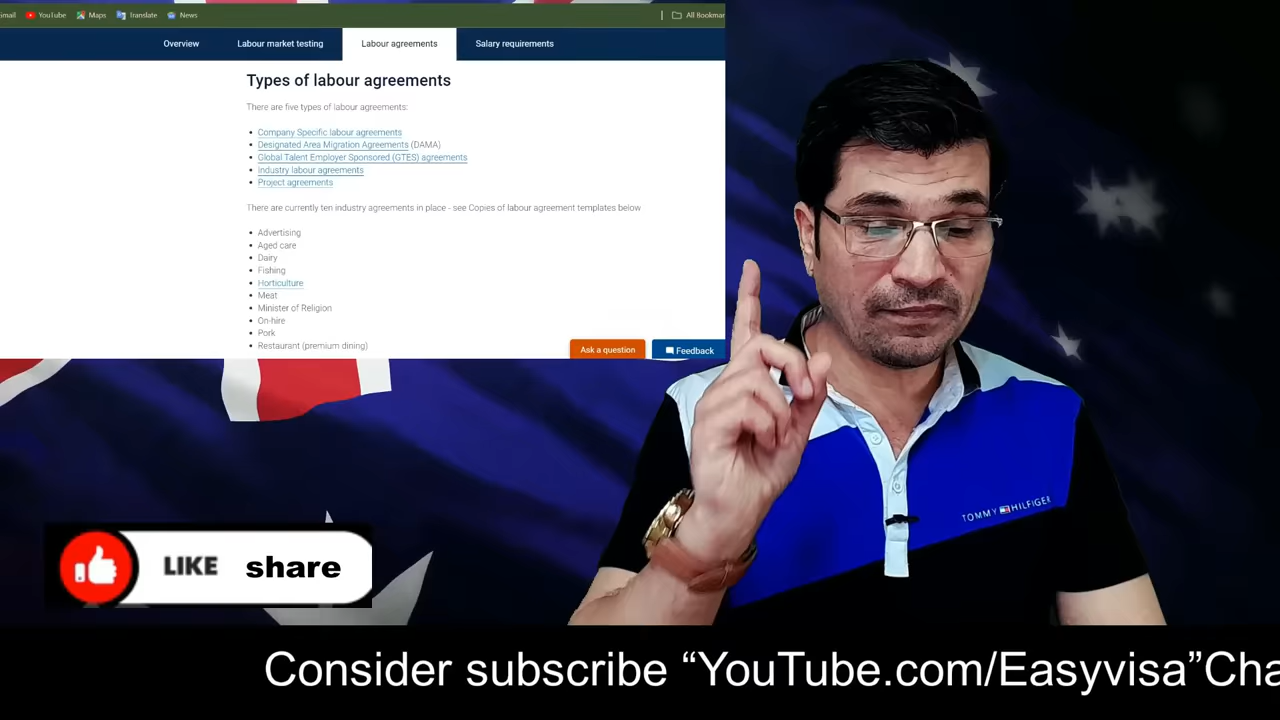 YouTube
Maps
Translate
News
Overview
Labour market testing
Labour agreements
Salary requirements
Types of labour agreements
There are five types of labour agreements:
Company Specific labour agreements
Designated Area Migration Agreements (DAMA)
Global Talent Employer Sponsored (GTES) agreements
Industry labour agreements
Project agreements
There are currently ten industry agreements in place - see Copies of labour agreement templates below
Advertising
Aged care
Dairy
Fishing
Horticulture
Meat
Minister of Religion
On-hire
Pork
Restaurant (premium dining)
Ask a question
Feedback
TOMMY HILFIGER
LIKE share
Consider subscribe “YouTube.com/Easyvisa”Cha